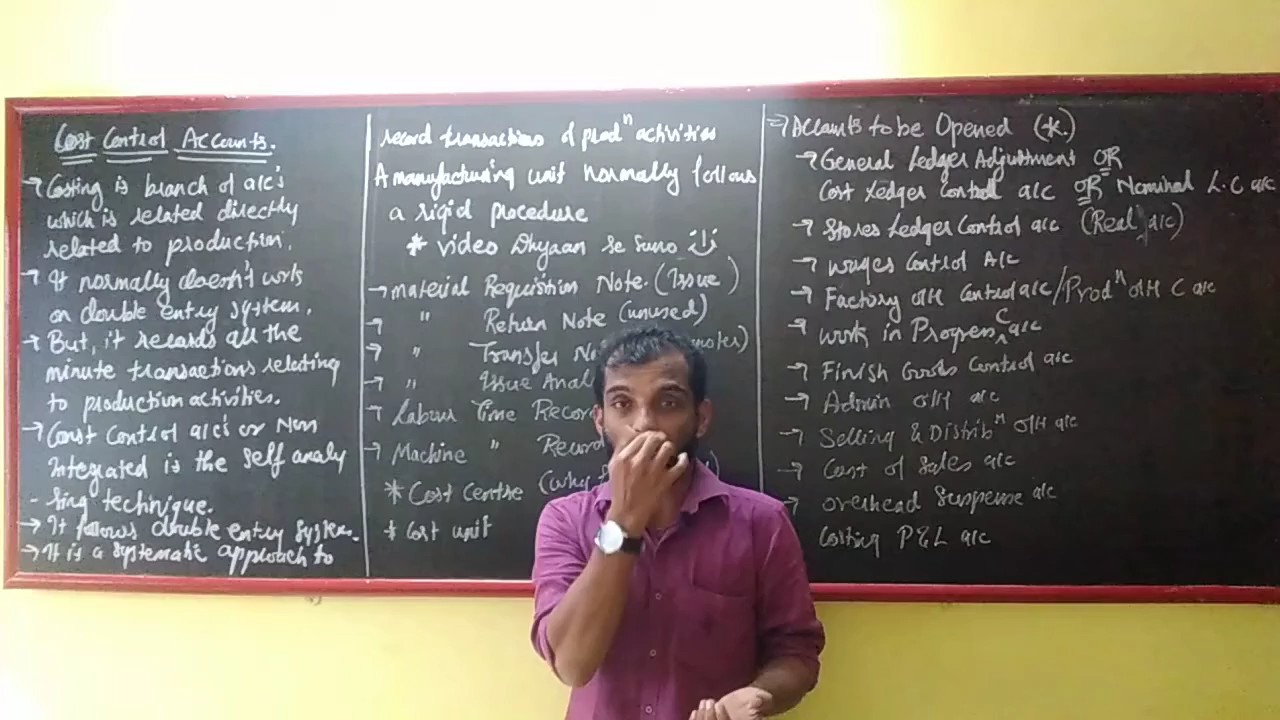 Cost Control Accounts.
→ Costing is branch of a/c's
which is related directly
related to production.
→ It normally doesn't work
on double entry system.
→ But, it records all the
minute transactions relating
to production activities.
→ Cost Control a/c's or Non
Integrated is the self analy
- sing technique.
→ It follows double entry system.
→ It is a systematic approach to
record transactions of prodⁿ activities
A manufacturing unit normally follows
a rigid procedure
* Video Dhyaan se Suno
→ Material Requisition Note. (Issue)
→ " Return Note (unused)
→ " Transfer
→ " Issue
→ Labour Time
→ Machine " Record
* Cost Centre (why
* Cost unit
→ Accounts to be Opened (*.)
→ General Ledger Adjustment OR
Cost Ledger Control a/c OR Nominal L.C a/c
→ Stores Ledger Control a/c (Real a/c)
→ Wages Control A/c
→ Factory O/H Control a/c/Prodⁿ O/H C a/c
→ Work in Progress C a/c
→ Finish Goods Control a/c
→ Admin O/H a/c
→ Selling & Distribⁿ O/H a/c
→ Cost of Sales a/c
→ Overhead Suspense a/c
Costing P&L a/c